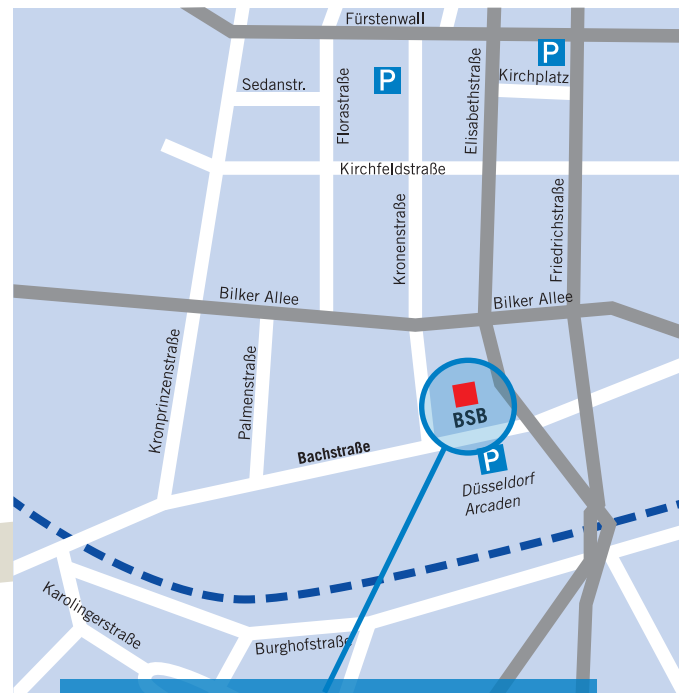 Fürstenwall
P
P
Kirchplatz
Sedanstr.
Florastraße
Elisabethstraße
Kirchfeldstraße
Kronenstraße
Friedrichstraße
Bilker Allee
Bilker Allee
Kronprinzenstraße
Palmenstraße
BSB
Bachstraße
P
Düsseldorf
Arcaden
Karolingerstraße
Burghofstraße